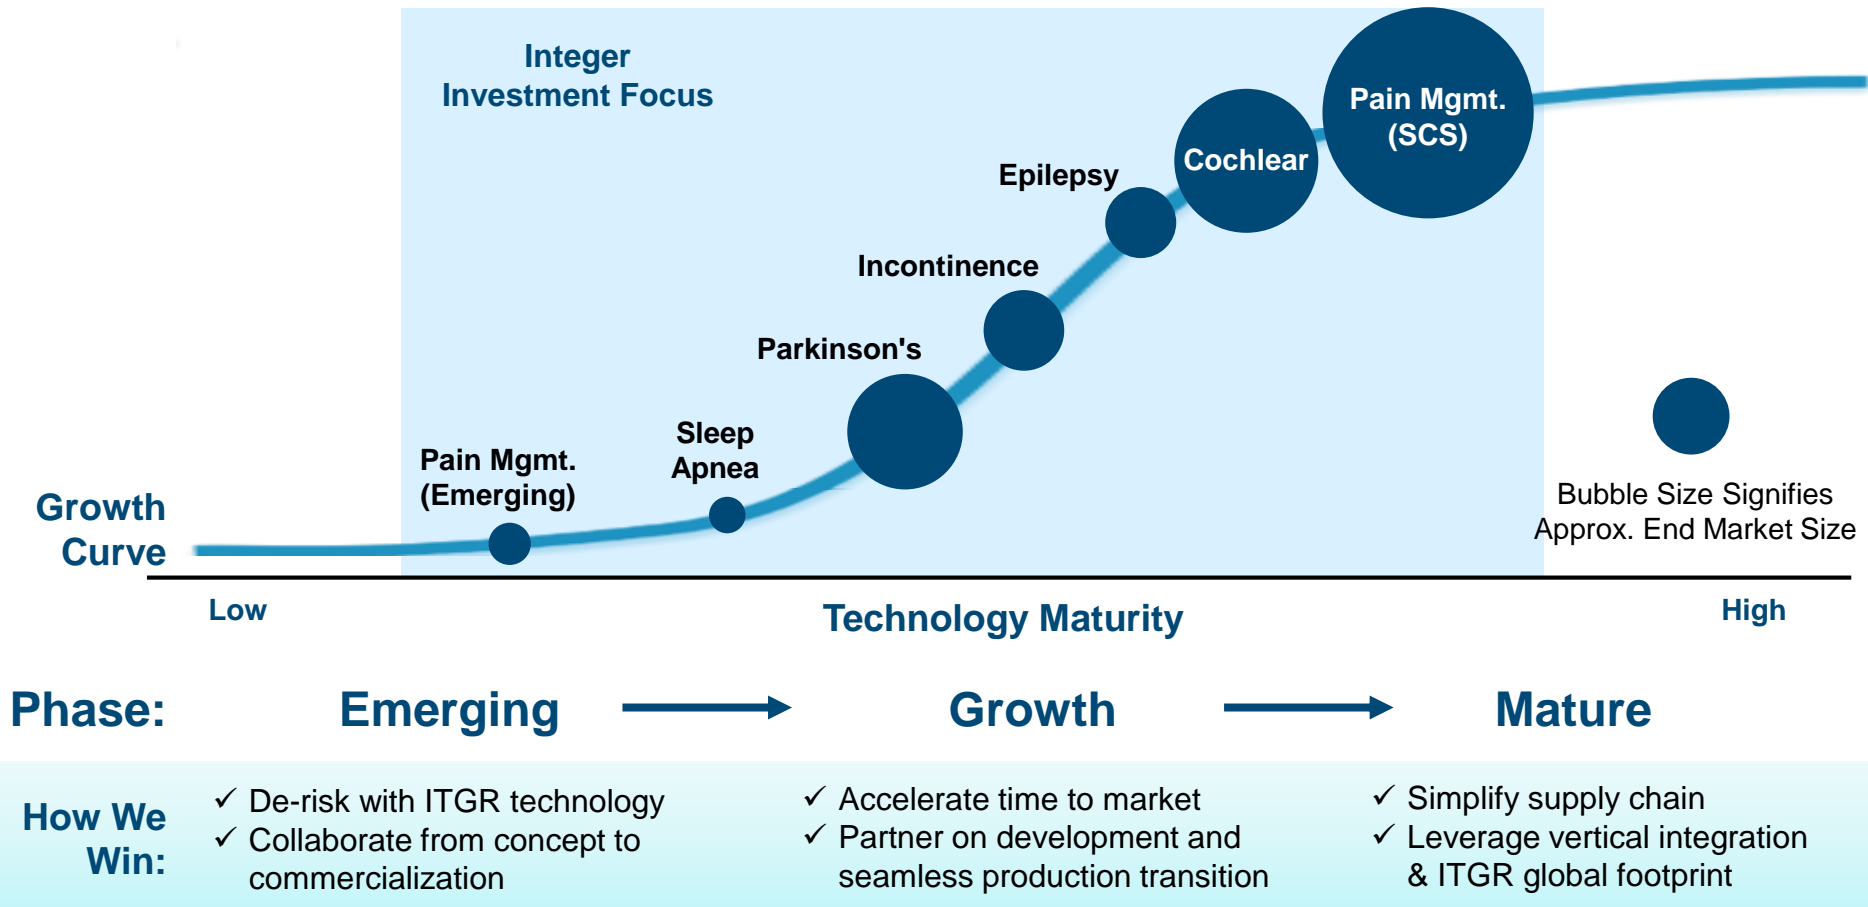 Integer
Investment Focus
Pain Mgmt.
(SCS)
Cochlear
Epilepsy
Incontinence
Parkinson's
Sleep
Apnea
Pain Mgmt.
(Emerging)
Bubble Size Signifies
Approx. End Market Size
Growth
Curve
Low
Technology Maturity
High
Phase:
Emerging
Growth
Mature
How We
Win:
✓ De-risk with ITGR technology
✓ Collaborate from concept to
commercialization
✓ Accelerate time to market
✓ Partner on development and
seamless production transition
✓ Simplify supply chain
✓ Leverage vertical integration
& ITGR global footprint